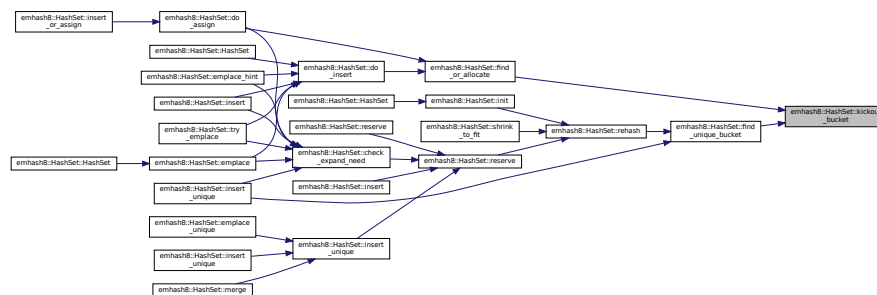 emhash8::HashSet::insert
_or_assign
emhash8::HashSet::do
_assign
emhash8::HashSet::HashSet
emhash8::HashSet::emplace_hint
emhash8::HashSet::insert
emhash8::HashSet::try
_emplace
emhash8::HashSet::HashSet
emhash8::HashSet::emplace
emhash8::HashSet::insert
_unique
emhash8::HashSet::emplace
_unique
emhash8::HashSet::insert
_unique
emhash8::HashSet::merge
emhash8::HashSet::do
_insert
emhash8::HashSet::HashSet
emhash8::HashSet::reserve
emhash8::HashSet::check
_expand_need
emhash8::HashSet::insert
emhash8::HashSet::insert
_unique
emhash8::HashSet::find
_or_allocate
emhash8::HashSet::init
emhash8::HashSet::shrink
_to_fit
emhash8::HashSet::reserve
emhash8::HashSet::rehash
emhash8::HashSet::find
_unique_bucket
emhash8::HashSet::kickout
_bucket